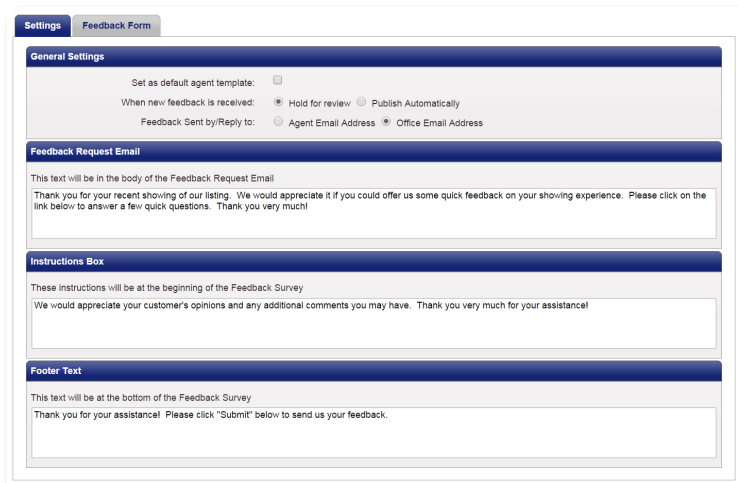 Settings Feedback Form
General Settings
Set as default agent template:
When new feedback is received: Hold for review Publish Automatically
Feedback Sent by/Reply to: Agent Email Address Office Email Address
Feedback Request Email
This text will be in the body of the Feedback Request Email
Thank you for your recent showing of our listing. We would appreciate it if you could offer us some quick feedback on your showing experience. Please click on the
link below to answer a few quick questions. Thank you very much!
Instructions Box
These instructions will be at the beginning of the Feedback Survey
We would appreciate your customer's opinions and any additional comments you may have. Thank you very much for your assistance!
Footer Text
This text will be at the bottom of the Feedback Survey
Thank you for your assistance! Please click "Submit" below to send us your feedback.